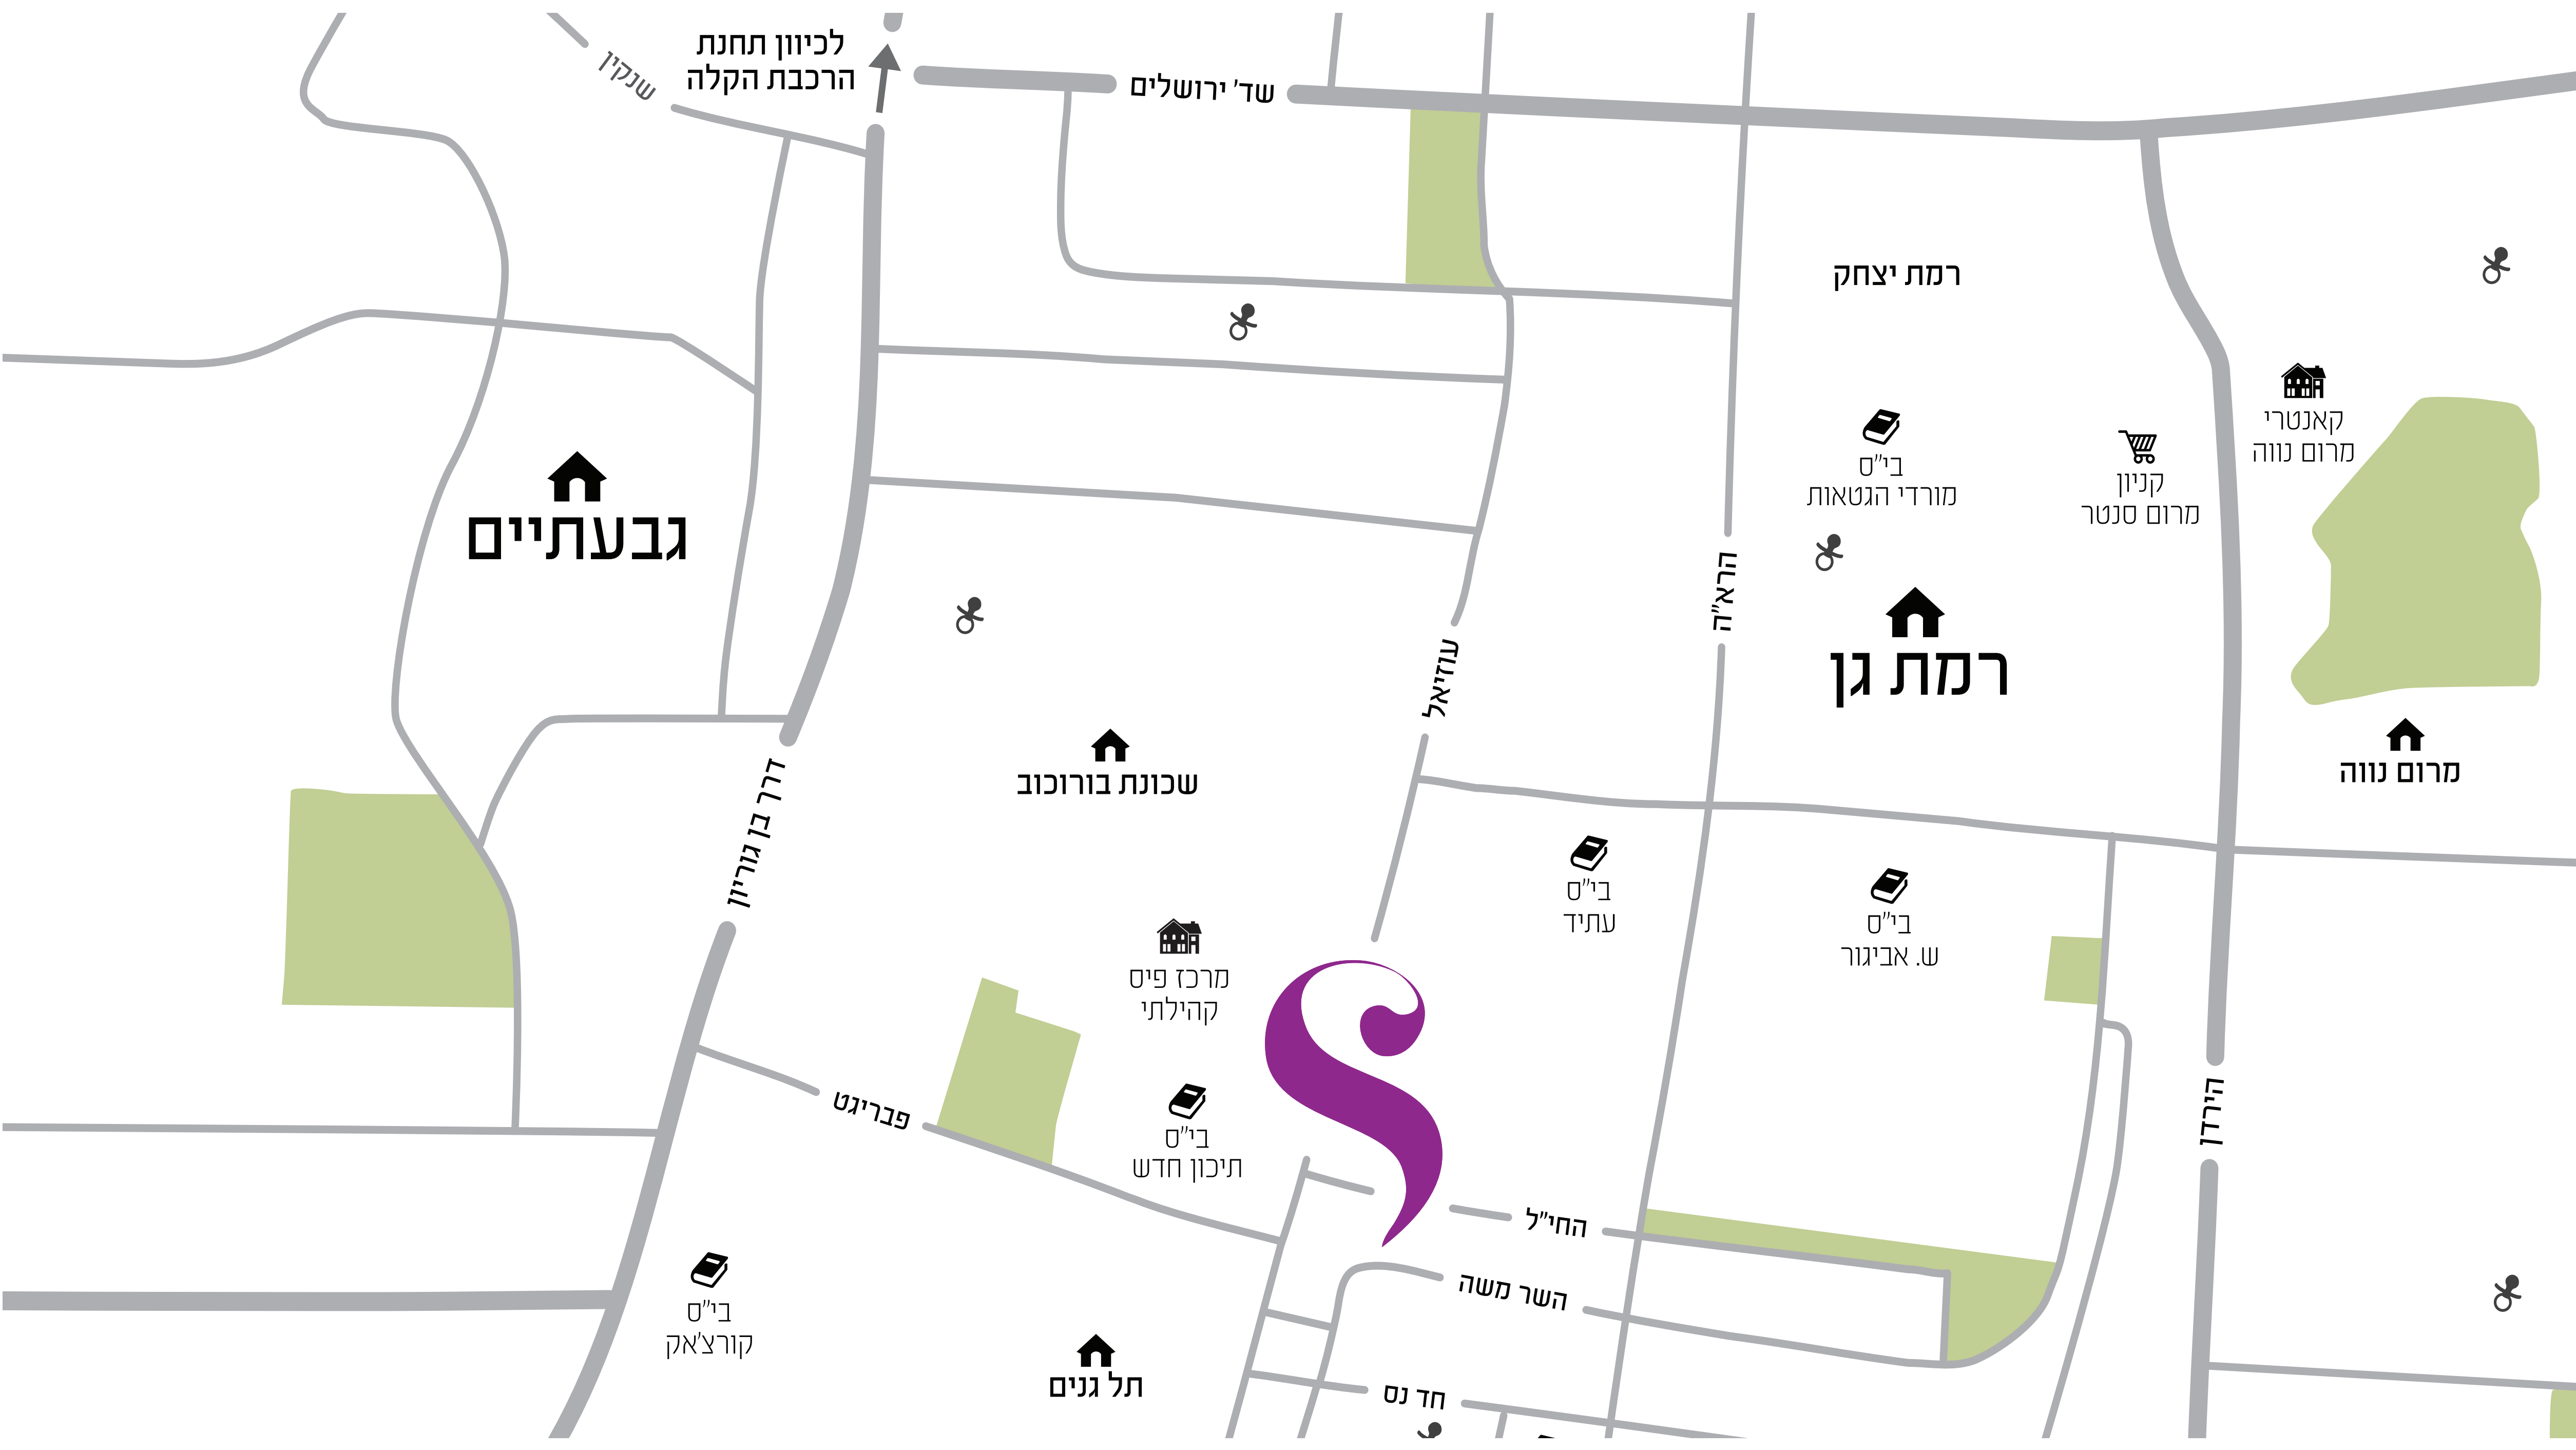 לכיוון תחנת
הרכבת הקלה
שנקין
שד' ירושלים
רמת יצחק
קאנטרי
מרום נווה
בי"ס
מורדי הגטאות
קניון
מרום סנטר
גבעתיים
הרא"ה
רמת גן
עוזיאל
שכונת בורוכוב
מרום נווה
דרך בן גוריון
בי"ס
עתיד
בי"ס
ש. אביגור
מרכז פיס
קהילתי
פבריגט
בי"ס
תיכון חדש
הירדן
החי"ל
השר משה
בי"ס
קורצ'אק
תל גנים
חד נס